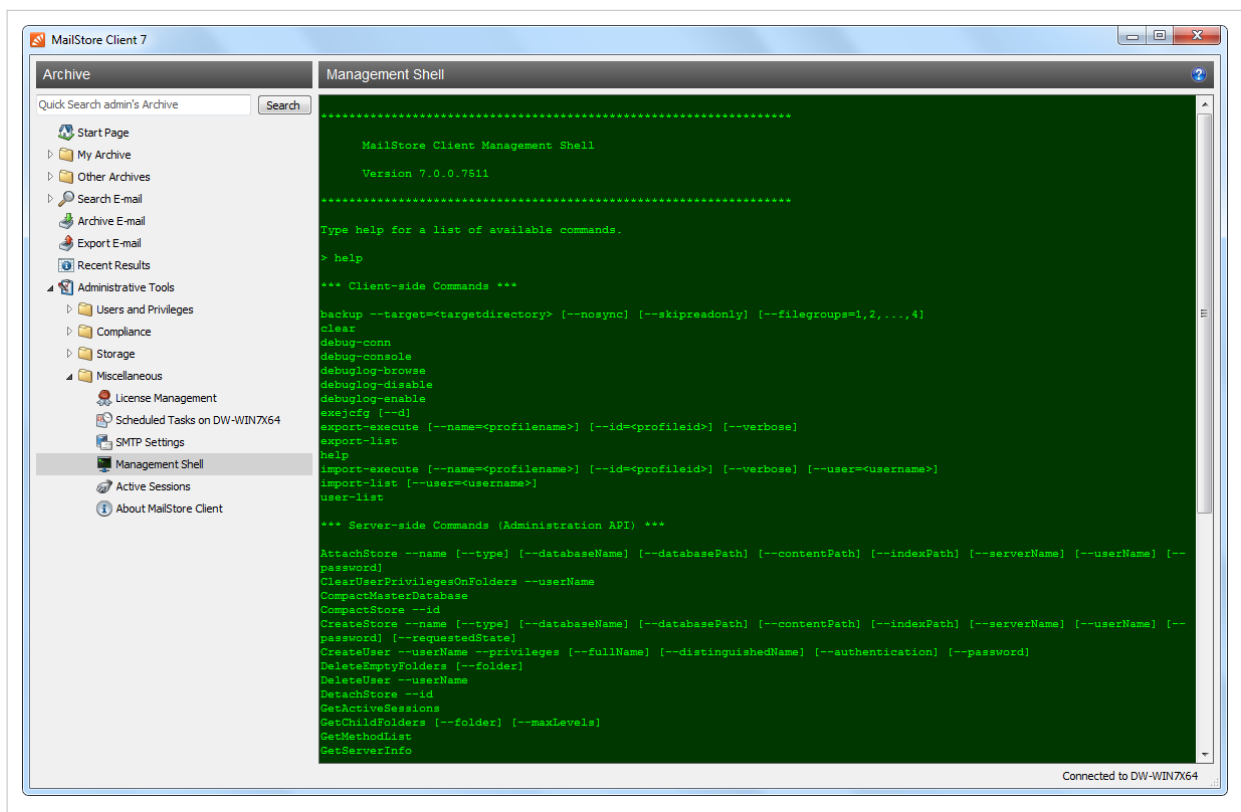 MailStore Client 7
Archive
Quick Search admin's Archive
Search
Start Page
My Archive
Other Archives
Search E-mail
Archive E-mail
Export E-mail
Recent Results
Administrative Tools
Users and Privileges
Compliance
Storage
Miscellaneous
License Management
Scheduled Tasks on DW-WIN7X64
SMTP Settings
Management Shell
Active Sessions
About MailStore Client
Management Shell
*******************************************************************
MailStore Client Management Shell
Version 7.0.0.7511
*******************************************************************
Type help for a list of available commands.
> help
*** Client-side Commands ***
backup --target=<targetdirectory> [--nosync] [--skipreadonly] [--filegroups=1,2,...,4]
clear
debug-conn
debug-console
debuglog-browse
debuglog-disable
debuglog-enable
exejcfg [--d]
export-execute [--name=<profilename>] [--id=<profileid>] [--verbose]
export-list
help
import-execute [--name=<profilename>] [--id=<profileid>] [--verbose] [--user=<username>]
import-list [--user=<username>]
user-list
*** Server-side Commands (Administration API) ***
AttachStore --name [--type] [--databaseName] [--databasePath] [--contentPath] [--indexPath] [--serverName] [--userName] [--
password]
ClearUserPrivilegesOnFolders --userName
CompactMasterDatabase
CompactStore --id
CreateStore --name [--type] [--databaseName] [--databasePath] [--contentPath] [--indexPath] [--serverName] [--userName] [--
password] [--requestedState]
CreateUser --userName --privileges [--fullName] [--distinguishedName] [--authentication] [--password]
DeleteEmptyFolders [--folder]
DeleteUser --userName
DetachStore --id
GetActiveSessions
GetChildFolders [--folder] [--maxLevels]
GetMethodList
GetServerInfo
Connected to DW-WIN7X64